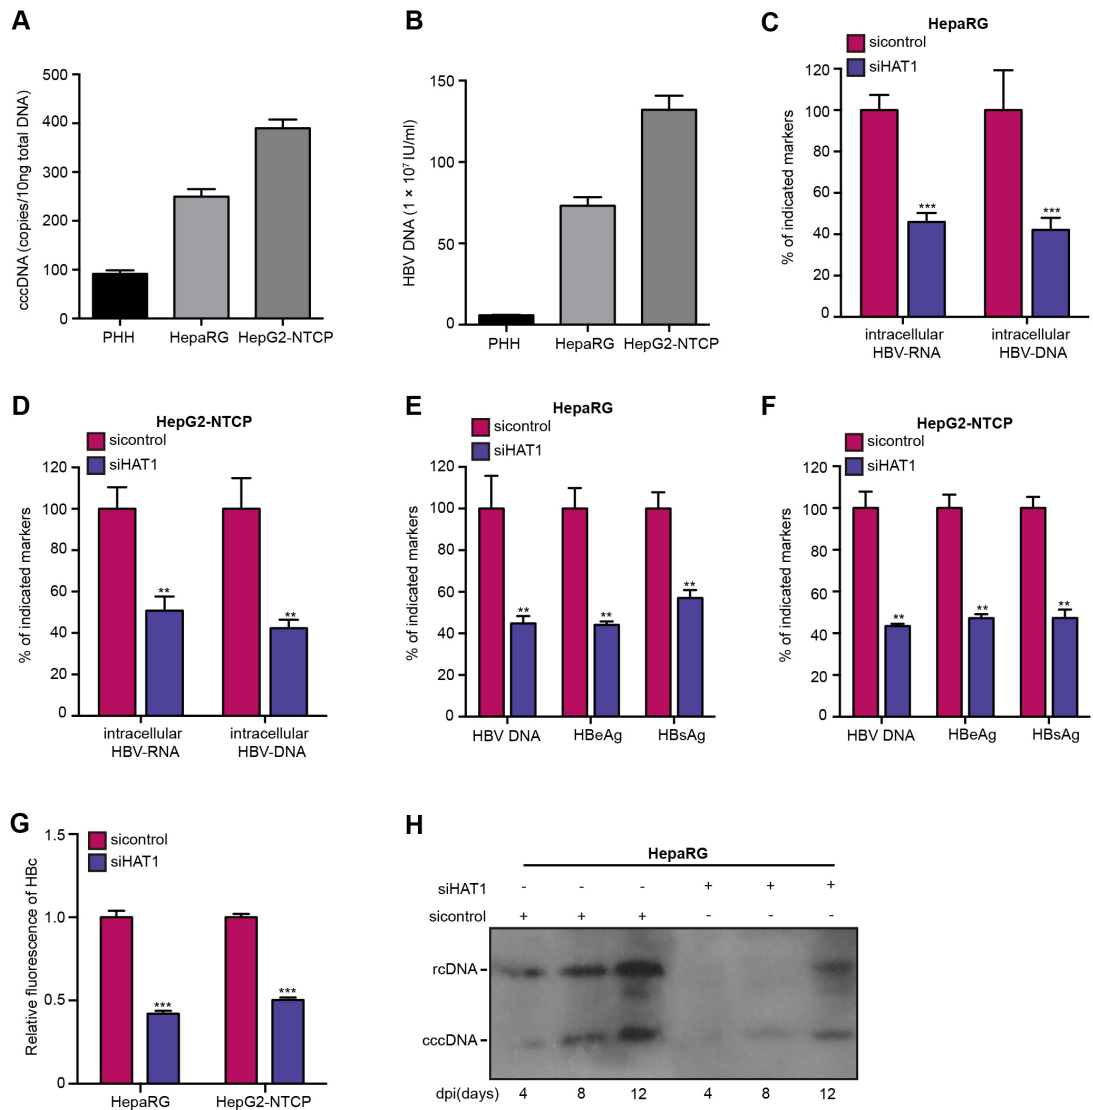 A
cccDNA (copies/10ng total DNA)
500
400
300
200
100
0
PHH HepaRG HepG2-NTCP
B
HBV DNA (1 × 10⁷ IU/ml)
150
100
50
0
PHH HepaRG HepG2-NTCP
C
HepaRG
sicontrol
siHAT1
% of indicated markers
120
100
80
60
40
20
0
*** ***
intracellular intracellular
HBV-RNA HBV-DNA
D
HepG2-NTCP
sicontrol
siHAT1
% of indicated markers
120
100
80
60
40
20
0
** **
intracellular intracellular
HBV-RNA HBV-DNA
E
HepaRG
sicontrol
siHAT1
% of indicated markers
120
100
80
60
40
20
0
** ** **
HBV DNA HBeAg HBsAg
F
HepG2-NTCP
sicontrol
siHAT1
% of indicated markers
120
100
80
60
40
20
0
** ** **
HBV DNA HBeAg HBsAg
G
sicontrol
siHAT1
Relative fluorescence of HBc
1.5
1.0
0.5
0
*** ***
HepaRG HepG2-NTCP
H
HepaRG
siHAT1 - - - + + +
sicontrol + + + - - -
rcDNA
cccDNA
dpi(days) 4 8 12 4 8 12